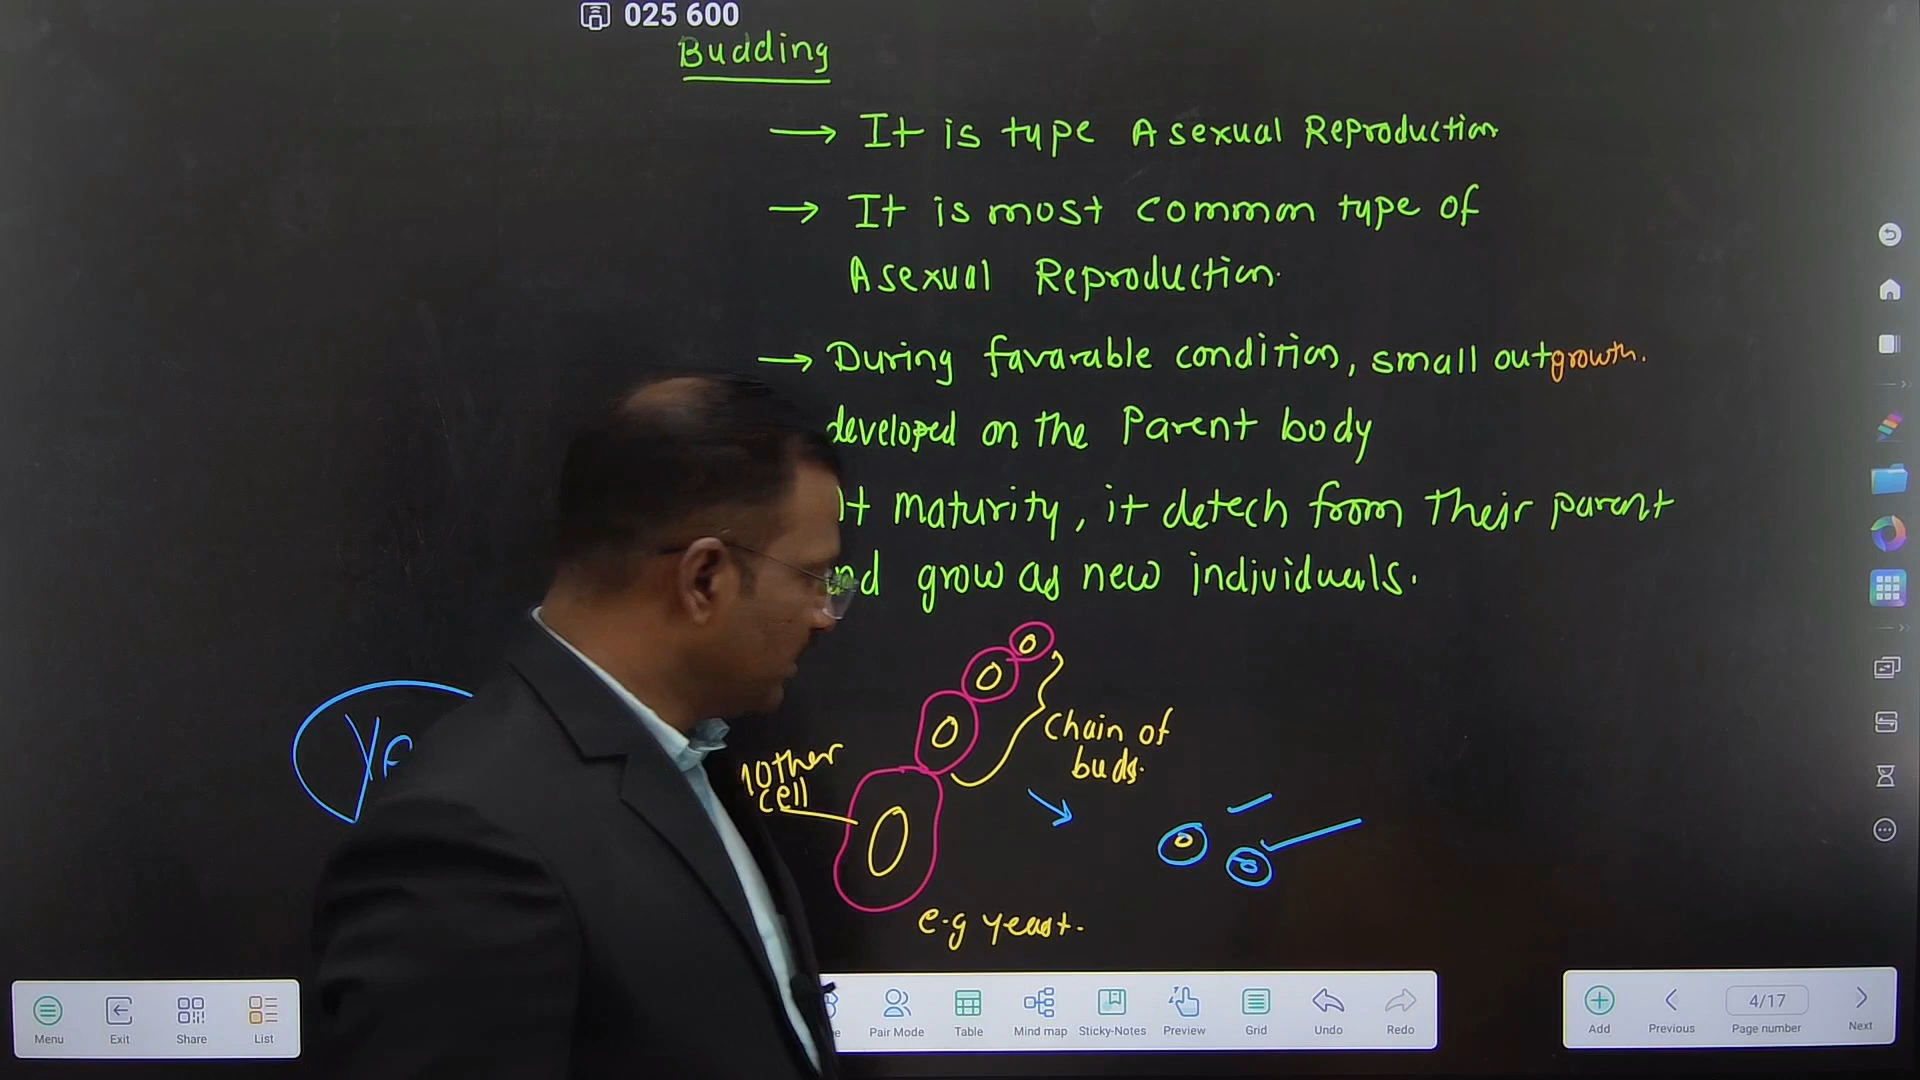 025 600
Budding
→ It is type Asexual Reproduction
→ It is most common type of
Asexual Reproduction.
→ During favarable condition, small outgrowth.
developed on the Parent body
At maturity, it detech from Their parent
and grow as new individuals.
Chain of
buds.
cell
e.g yeast.
Menu
Exit
Share
List
Pair Mode
Table
Mind map
Sticky-Notes
Preview
Grid
Undo
Redo
Add
Previous
4/17
Page number
Next